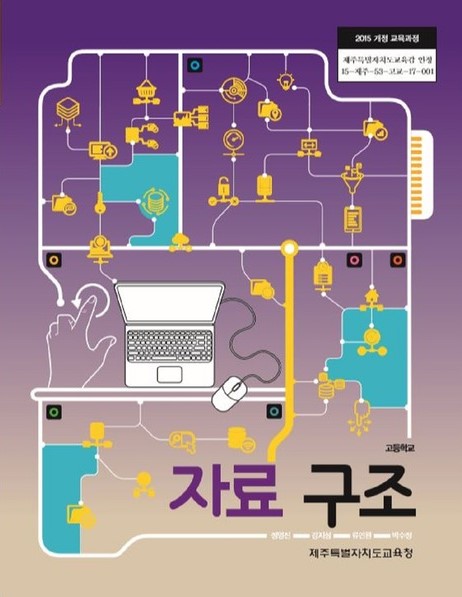 2015 개정 교육과정
제주특별자치도교육감 인정
15-제주-53-고교-17-001
고등학교
자료 구조
제주특별자치도교육청